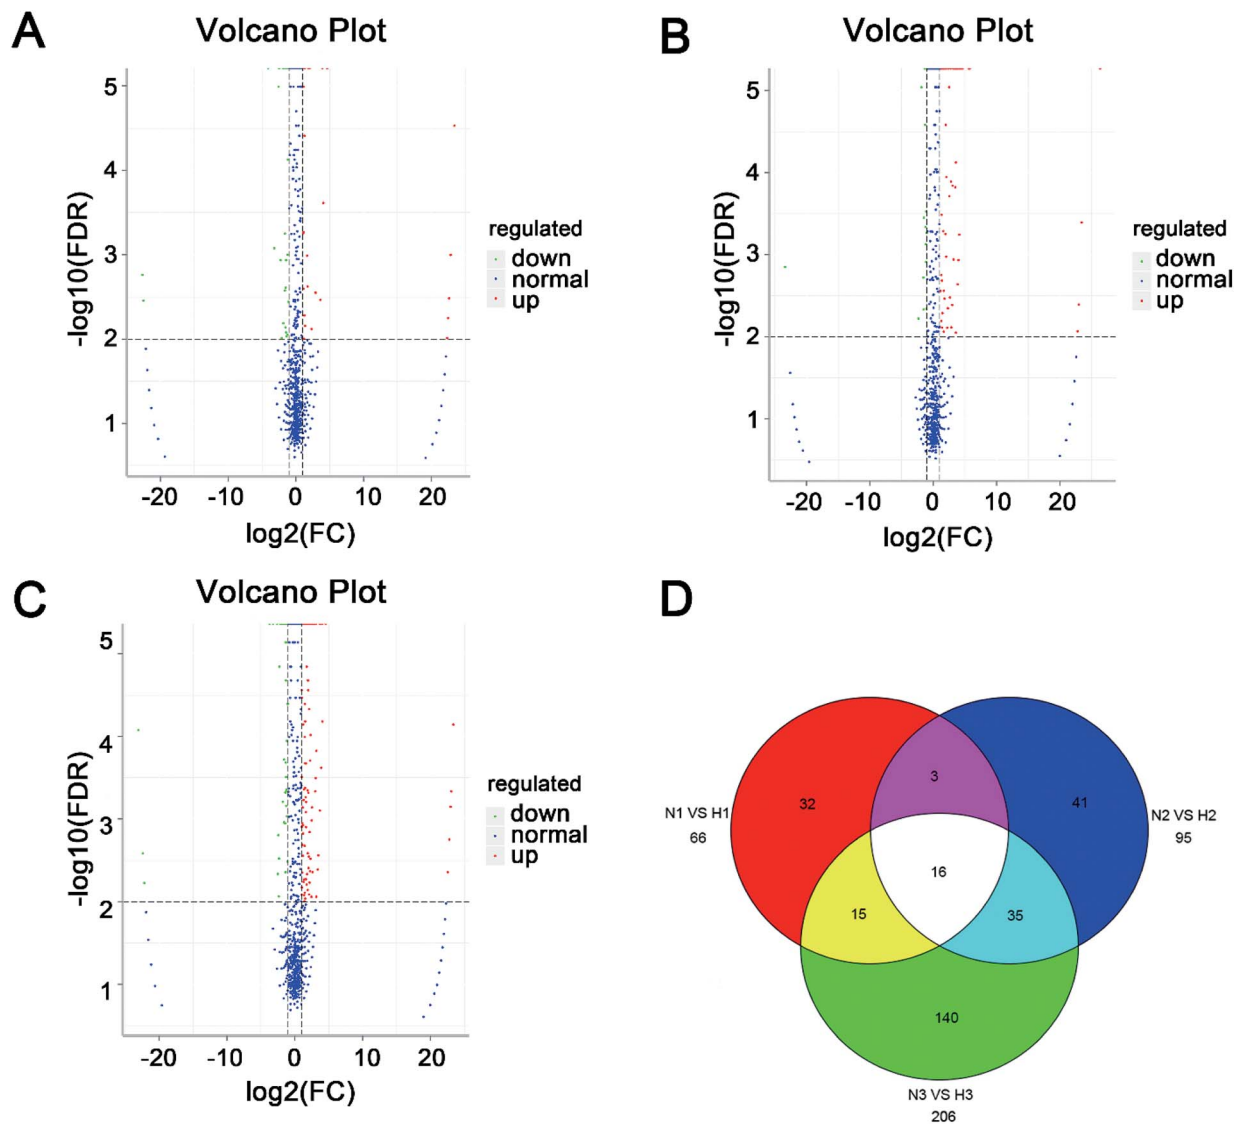 A
Volcano Plot
5
4
3
2
1
-log10(FDR)
-20 -10 0 10 20
log2(FC)
regulated
down
normal
up
B
Volcano Plot
5
4
3
2
1
-log10(FDR)
-20 -10 0 10 20
log2(FC)
regulated
down
normal
up
C
Volcano Plot
5
4
3
2
1
-log10(FDR)
-20 -10 0 10 20
log2(FC)
regulated
down
normal
up
D
3
32
41
N1 VS H1
66
N2 VS H2
95
16
15
35
140
N3 VS H3
206